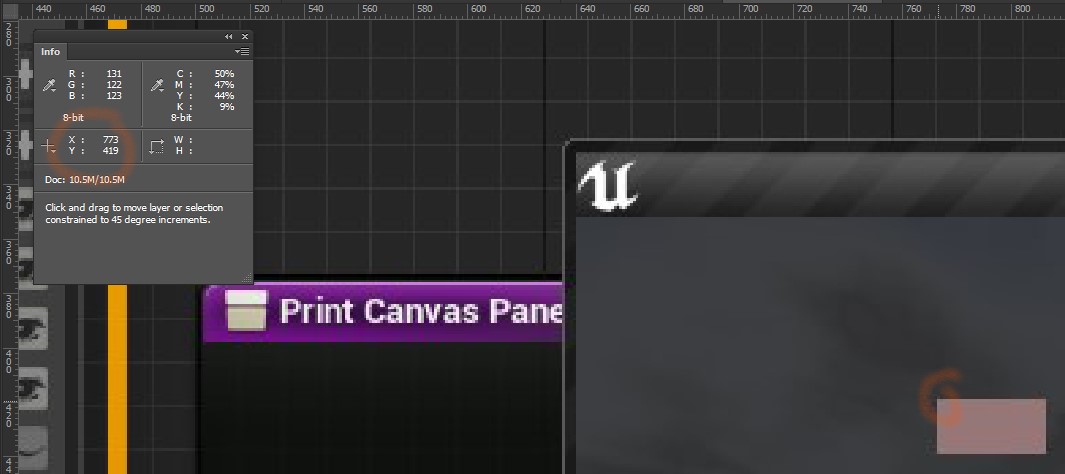 440 460 480 500 520 540 560 580 600 620 640 660 680 700 720 740 760 780 800
280
300
320
340
360
380
400
420
44
Info
R : 131
G : 122
B : 123
8-bit
C : 50%
M : 47%
Y : 44%
K : 9%
8-bit
X : 773
Y : 419
W :
H :
Doc: 10.5M/10.5M
Click and drag to move layer or selection
constrained to 45 degree increments.
Print Canvas Pane